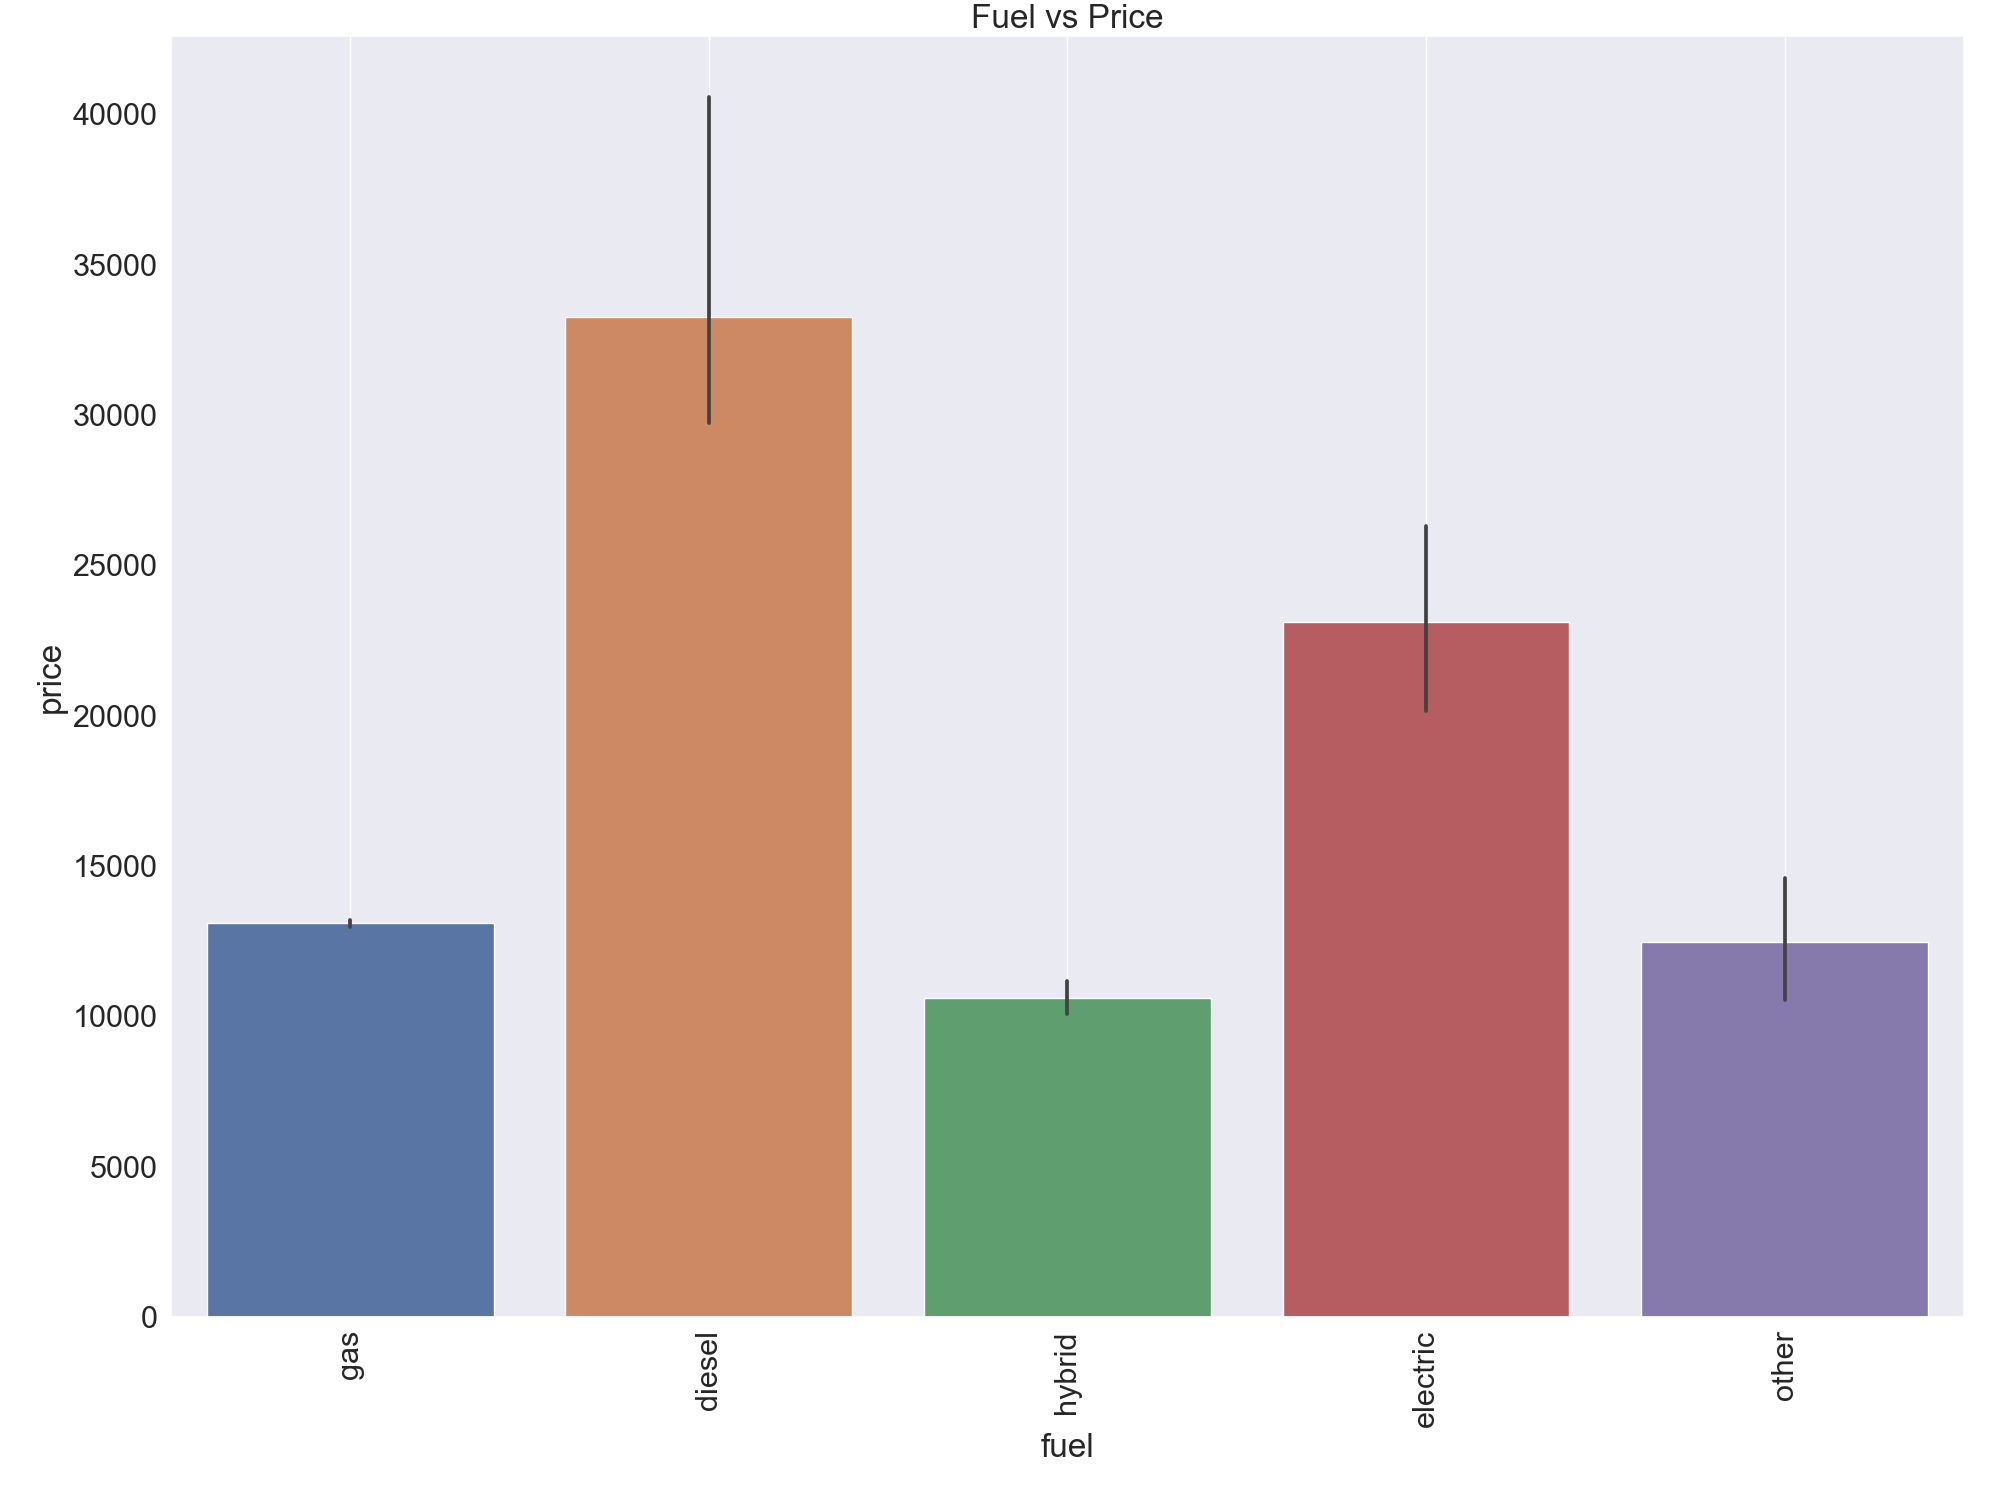 Fuel vs Price
40000
35000
30000
25000
20000
15000
10000
5000
0
price
gas
diesel
hybrid
electric
other
fuel